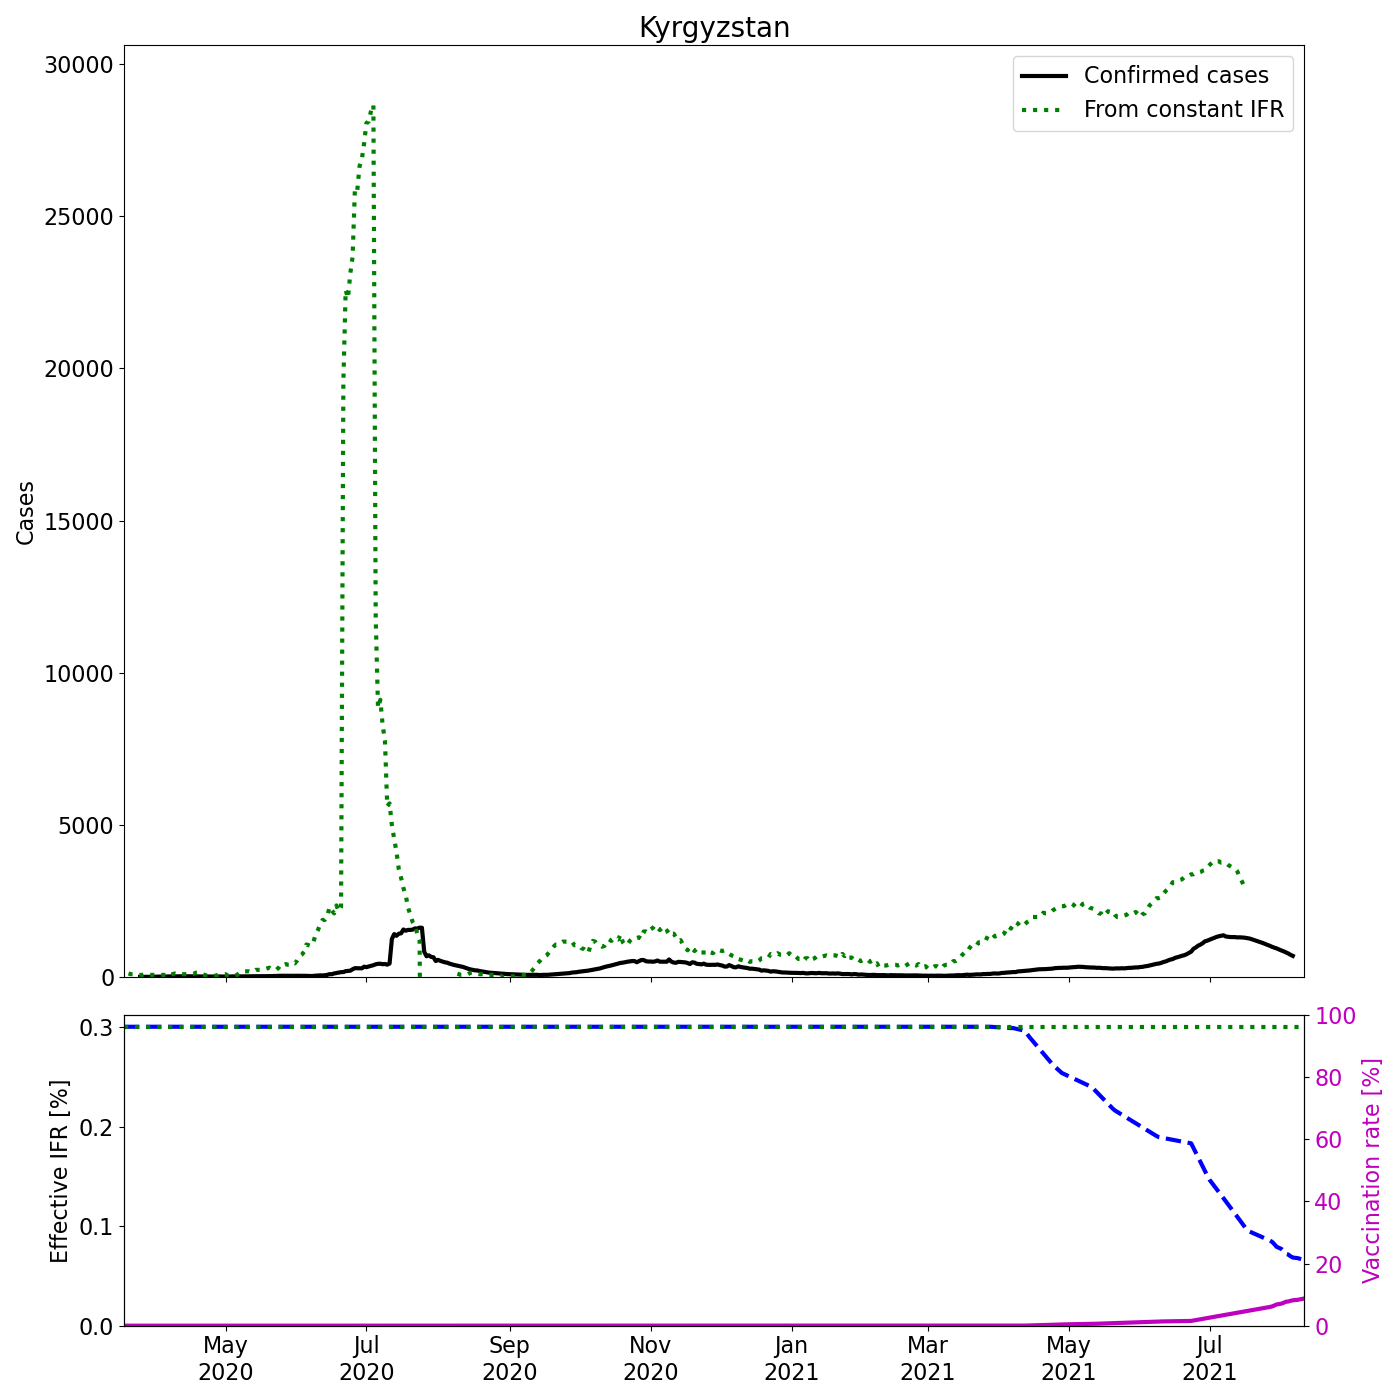 Kyrgyzstan
Confirmed cases
From constant IFR
30000
25000
20000
15000
10000
5000
0
Cases
0.3
0.2
0.1
0.0
Effective IFR [%]
100
80
60
40
20
0
Vaccination rate [%]
May Jul Sep Nov Jan Mar May Jul
2020 2020 2020 2020 2021 2021 2021 2021